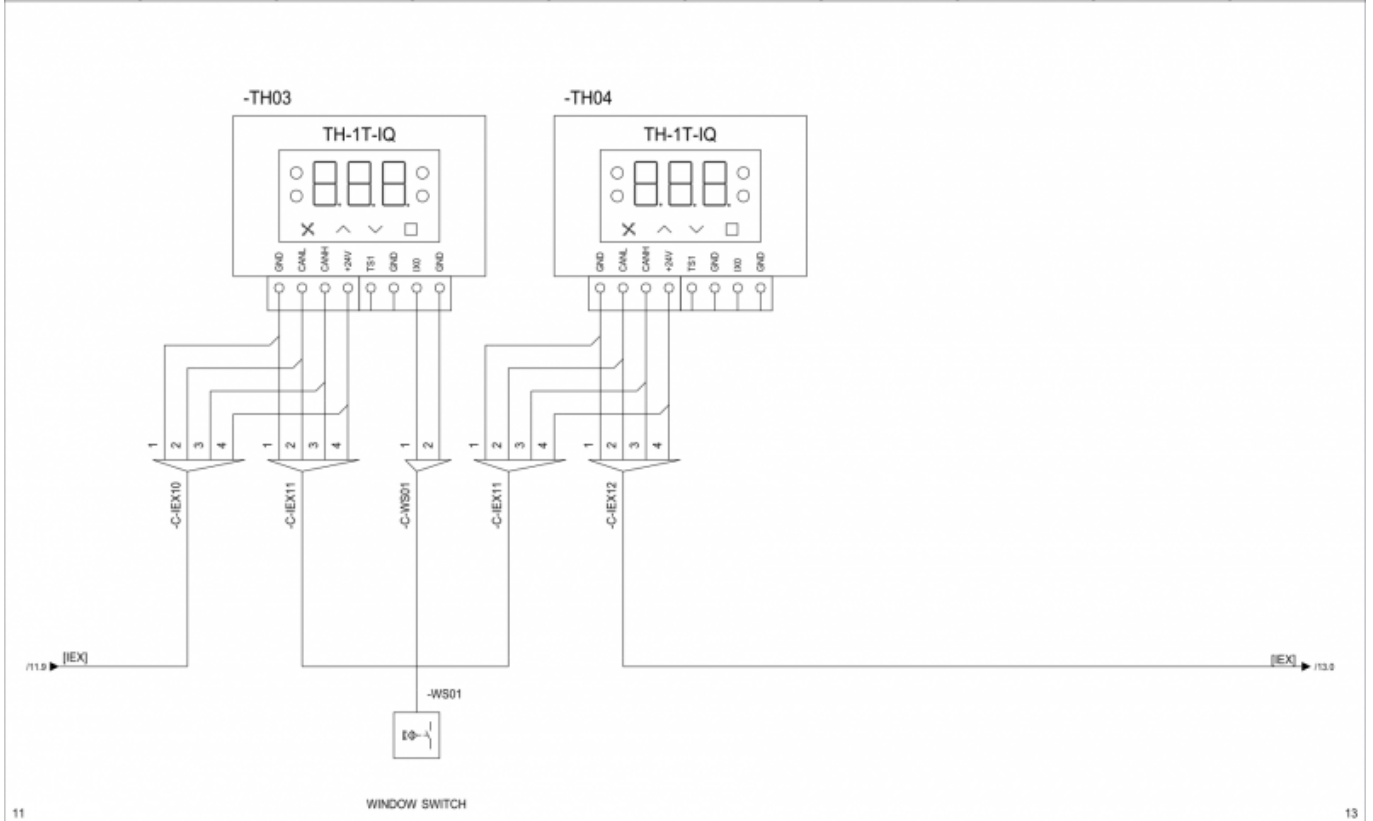 -TH03
-TH04
TH-1T-IQ
TH-1T-IQ
GND CANL CANH +24V TS1 GND IX0 GND
GND CANL CANH +24V TS1 GND IX0 GND
1 2 3 4 1 2 3 4 1 2 1 2 3 4 1 2 3 4
-C-IEX10
-C-IEX11
-C-WS01
-C-IEX11
-C-IEX12
/11.9 [IEX]
[IEX] /13.0
-WS01
WINDOW SWITCH
11
13